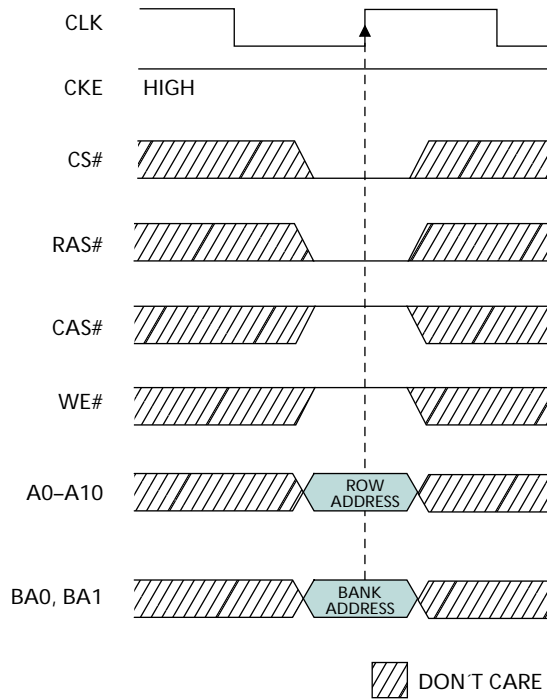 CLK
CKE HIGH
CS#
RAS#
CAS#
WE#
A0–A10
ROW
ADDRESS
BA0, BA1
BANK
ADDRESS
DON´T CARE